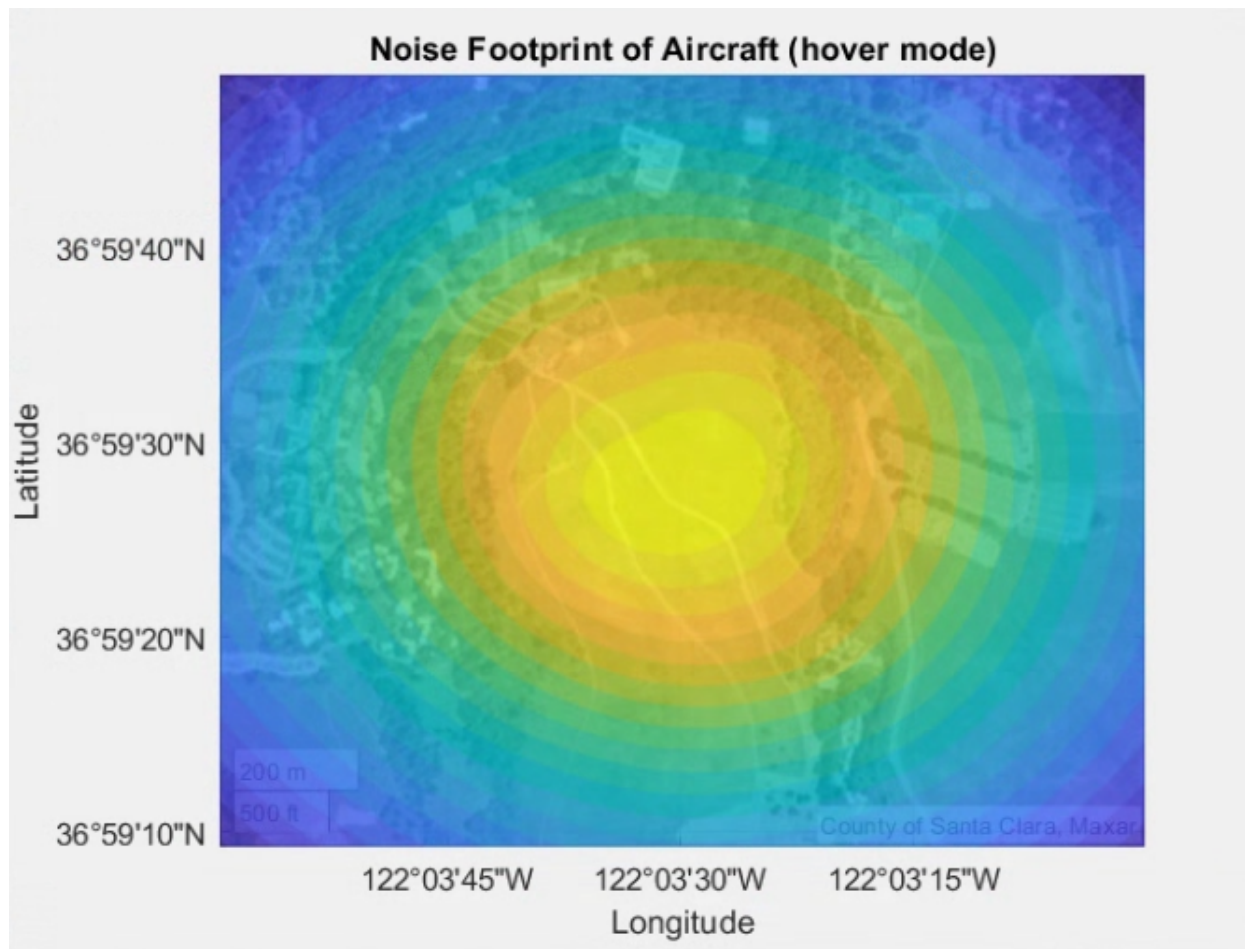 Noise Footprint of Aircraft (hover mode)
36°59'40"N
36°59'30"N
36°59'20"N
36°59'10"N
Latitude
200 m
500 ft
County of Santa Clara, Maxar
122°03'45"W 122°03'30"W 122°03'15"W
Longitude